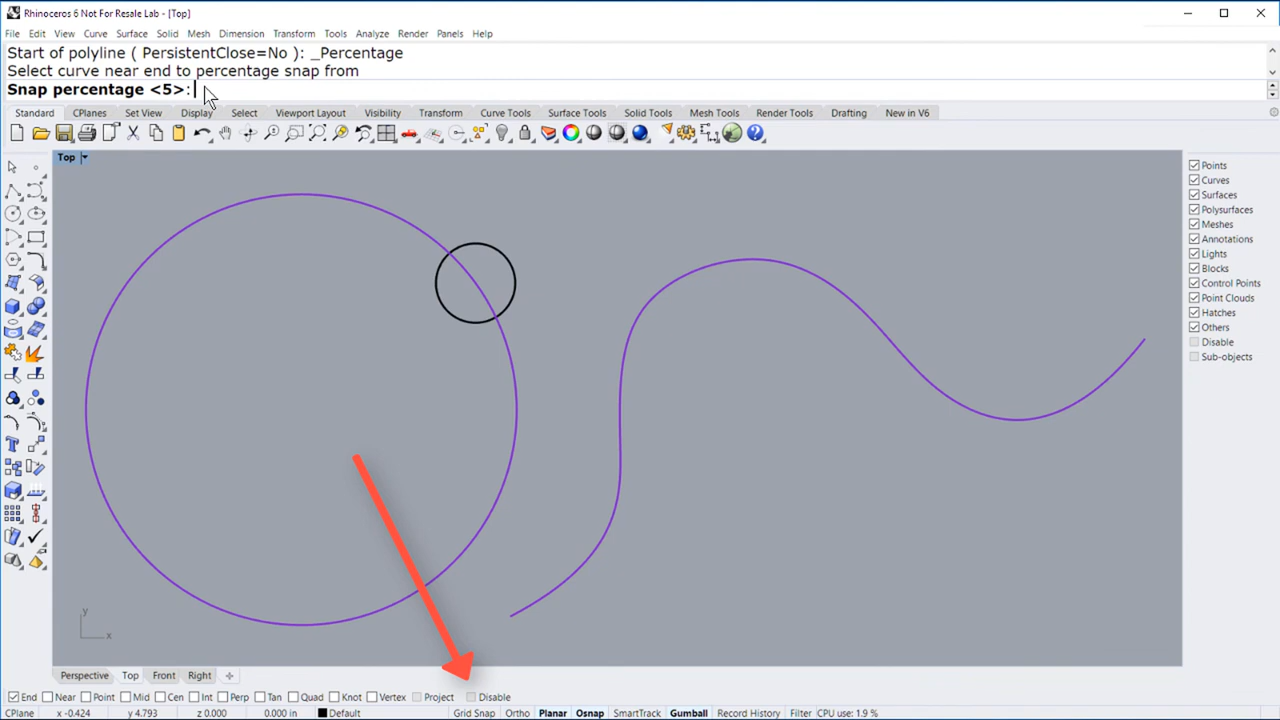 Rhinoceros 6 Not For Resale Lab - [Top]
File Edit View Curve Surface Solid Mesh Dimension Transform Tools Analyze Render Panels Help
Start of polyline ( PersistentClose=No ): _Percentage
Select curve near end to percentage snap from
Snap percentage <5>:
Standard CPlanes Set View Display Select Viewport Layout Visibility Transform Curve Tools Surface Tools Solid Tools Mesh Tools Render Tools Drafting New in V6
Top
Points
Curves
Surfaces
Polysurfaces
Meshes
Annotations
Lights
Blocks
Control Points
Point Clouds
Hatches
Others
Disable
Sub-objects
y
x
Perspective Top Front Right
End Near Point Mid Cen Int Perp Tan Quad Knot Vertex Project Disable
CPlane x -0.424 y 4.793 z 0.000 0.000 in Default Grid Snap Ortho Planar Osnap SmartTrack Gumball Record History Filter CPU use: 1.9 %